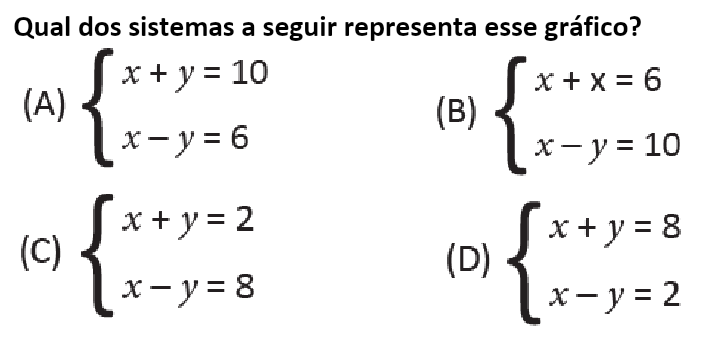 Qual dos sistemas a seguir representa esse gráfico?
(A) { x + y = 10
x − y = 6
(B) { x + x = 6
x − y = 10
(C) { x + y = 2
x − y = 8
(D) { x + y = 8
x − y = 2